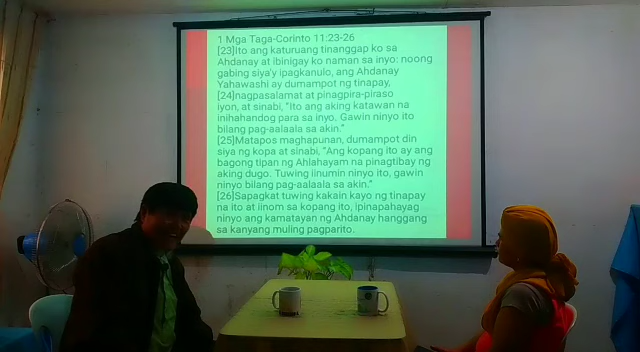 1 Mga Taga-Corinto 11:23-26
[23]Ito ang katuruang tinanggap ko sa
Ahdanay at ibinigay ko naman sa inyo: noong
gabing siya'y ipagkanulo, ang Ahdanay
Yahawashi ay dumampot ng tinapay,
[24]nagpasalamat at pinagpira-piraso
iyon, at sinabi, "Ito ang aking katawan na
inihahandog para sa inyo. Gawin ninyo ito
bilang pag-aalaala sa akin."
[25]Matapos maghapunan, dumampot din
siya ng kopa at sinabi, "Ang kopang ito ay ang
bagong tipan ng Ahlahayam na pinagtibay ng
aking dugo. Tuwing iinumin ninyo ito, gawin
ninyo bilang pag-aalaala sa akin."
[26]Sapagkat tuwing kakain kayo ng tinapay
na ito at iinom sa kopang ito, pinapahayag
ninyo ang kamatayan ng Ahdanay hanggang
sa kanyang muling pagparito.